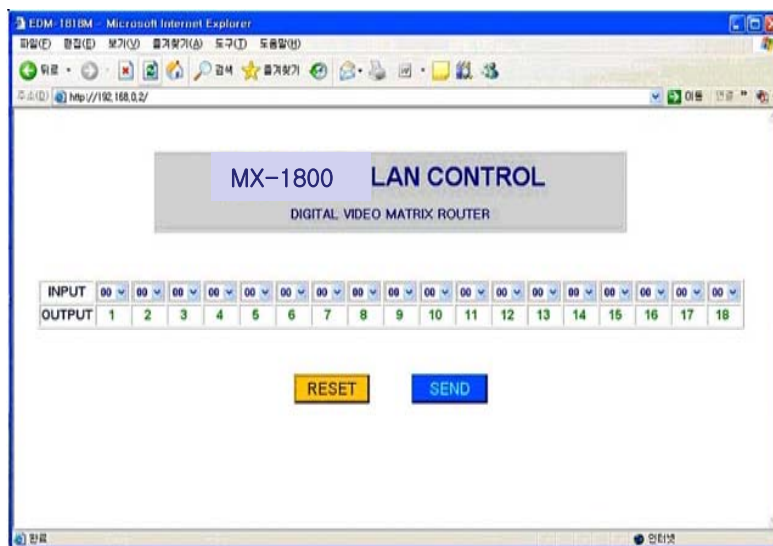 EDM-1818M - Microsoft Internet Explorer
파일(F) 편집(E) 보기(V) 즐겨찾기(A) 도구(T) 도움말(H)
뒤로 검색 즐겨찾기
주소(D) http://192.168.0.2/ 이동 연결 »
MX-1800 LAN CONTROL
DIGITAL VIDEO MATRIX ROUTER
INPUT 00 00 00 00 00 00 00 00 00 00 00 00 00 00 00 00 00 00
OUTPUT 1 2 3 4 5 6 7 8 9 10 11 12 13 14 15 16 17 18
RESET SEND
완료 인터넷